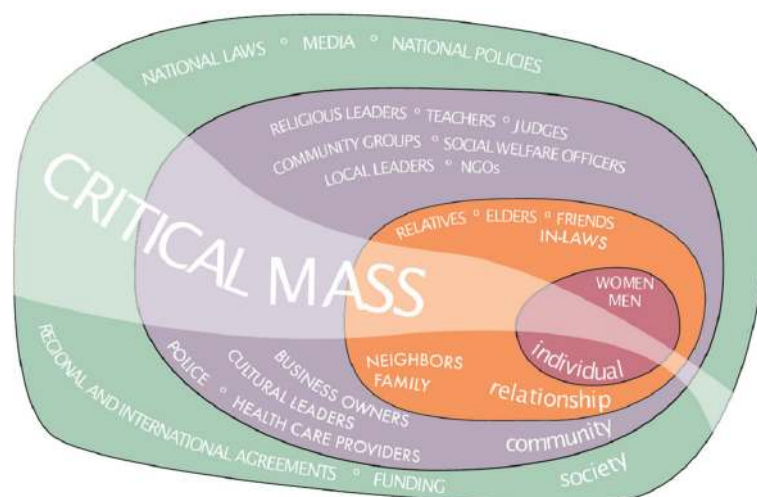 NATIONAL LAWS ° MEDIA ° NATIONAL POLICIES
RELIGIOUS LEADERS ° TEACHERS ° JUDGES
COMMUNITY GROUPS ° SOCIAL WELFARE OFFICERS
LOCAL LEADERS ° NGOs
CRITICAL MASS
RELATIVES ° ELDERS ° FRIENDS
IN-LAWS
WOMEN
MEN
individual
NEIGHBORS
FAMILY
relationship
BUSINESS OWNERS
CULTURAL LEADERS
POLICE ° HEALTH CARE PROVIDERS
community
REGIONAL AND INTERNATIONAL AGREEMENTS ° FUNDING
society